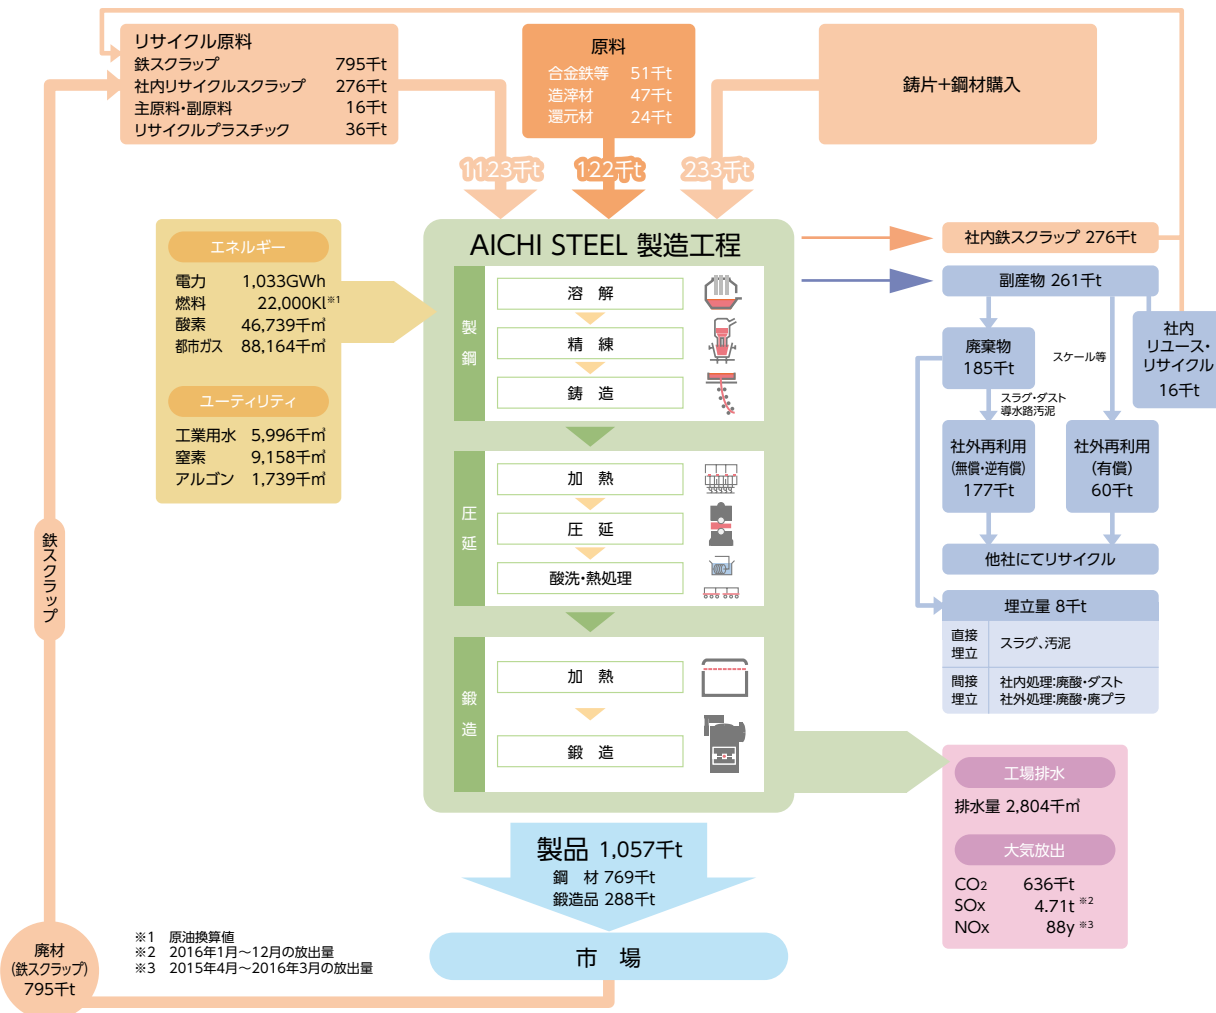 リサイクル原料
鉄スクラップ 795千t
社内リサイクルスクラップ 276千t
主原料・副原料 16千t
リサイクルプラスチック 36千t
原料
合金鉄等 51千t
造滓材 47千t
還元材 24千t
鋳片+鋼材購入
1123千t
122千t
233千t
エネルギー
電力 1,033GWh
燃料 22,000Kl※1
酸素 46,739千㎥
都市ガス 88,164千㎥
ユーティリティ
工業用水 5,996千㎥
窒素 9,158千㎥
アルゴン 1,739千㎥
AICHI STEEL 製造工程
製鋼
溶解
精練
鋳造
圧延
加熱
圧延
酸洗・熱処理
鍛造
加熱
鍛造
社内鉄スクラップ 276千t
副産物 261千t
廃棄物
185千t
スケール等
社内
リユース・
リサイクル
16千t
スラグ・ダスト
導水路汚泥
社外再利用
(無償・逆有償)
177千t
社外再利用
(有償)
60千t
他社にてリサイクル
埋立量 8千t
直接
埋立
スラグ、汚泥
間接
埋立
社内処理:廃酸・ダスト
社外処理:廃酸・廃プラ
工場排水
排水量 2,804千㎥
大気放出
CO2 636千t
SOx 4.71t ※2
NOx 88y ※3
製品 1,057千t
鋼 材 769千t
鍛造品 288千t
市 場
鉄スクラップ
廃材
(鉄スクラップ)
795千t
※1 原油換算値
※2 2016年1月〜12月の放出量
※3 2015年4月〜2016年3月の放出量